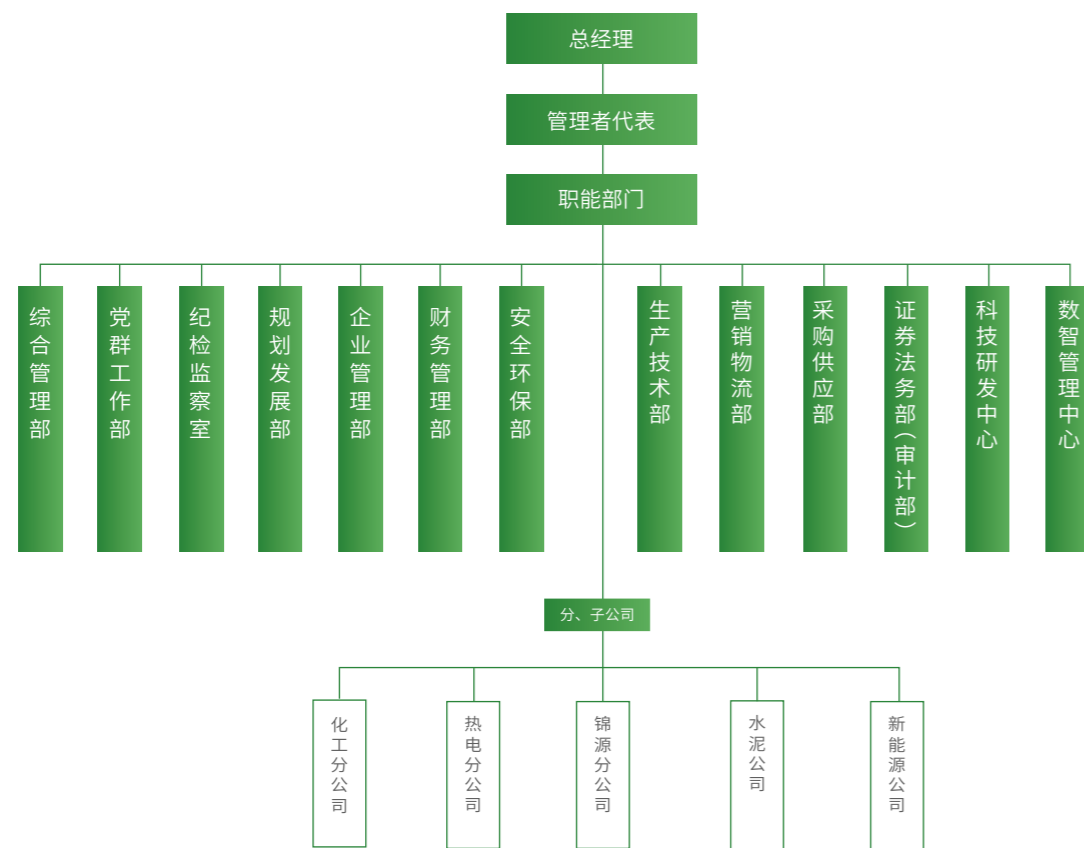 总经理
管理者代表
职能部门
综合管理部
党群工作部
纪检监察室
规划发展部
企业管理部
财务管理部
安全环保部
生产技术部
营销物流部
采购供应部
证券法务部(审计部)
科技研发中心
数智管理中心
分、子公司
化工分公司
热电分公司
锦源分公司
水泥公司
新能源公司